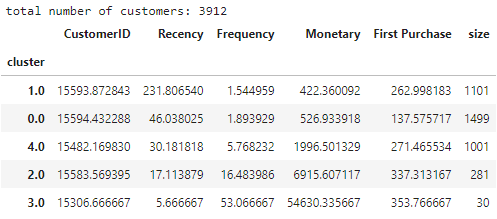 total number of customers: 3912
CustomerID Recency Frequency Monetary First Purchase size
cluster
1.0 15593.872843 231.806540 1.544959 422.360092 262.998183 1101
0.0 15594.432288 46.038025 1.893929 526.933918 137.575717 1499
4.0 15482.169830 30.181818 5.768232 1996.501329 271.465534 1001
2.0 15583.569395 17.113879 16.483986 6915.607117 337.313167 281
3.0 15306.666667 5.666667 53.066667 54630.335667 353.766667 30